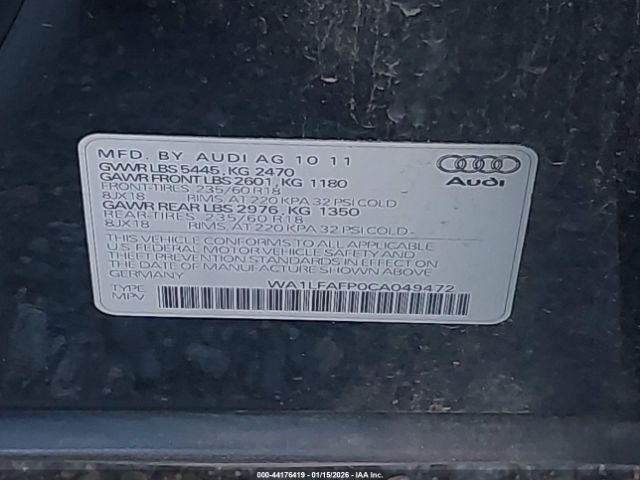 MFD. BY AUDI AG 10 11
GVWR LBS 5445, KG 2470
GAWR FRONT LBS 2601, KG 1180
FRONT-TIRES 235/60 R18
8JX18 RIMS, AT 220 KPA 32 PSI COLD
GAWR REAR LBS 2976, KG 1350
REAR-TIRES 235/60 R18
8JX18 RIMS, AT 220 KPA 32 PSI COLD
THIS VEHICLE CONFORMS TO ALL APPLICABLE
U.S. FEDERAL MOTOR VEHICLE SAFETY AND
THEFT PREVENTION STANDARDS IN EFFECT ON
THE DATE OF MANUFACTURE SHOWN ABOVE
GERMANY
WA1LFAFP0CA049472
TYPE
MPV
Audi
000-44176419 - 01/15/2026 - IAA Inc.